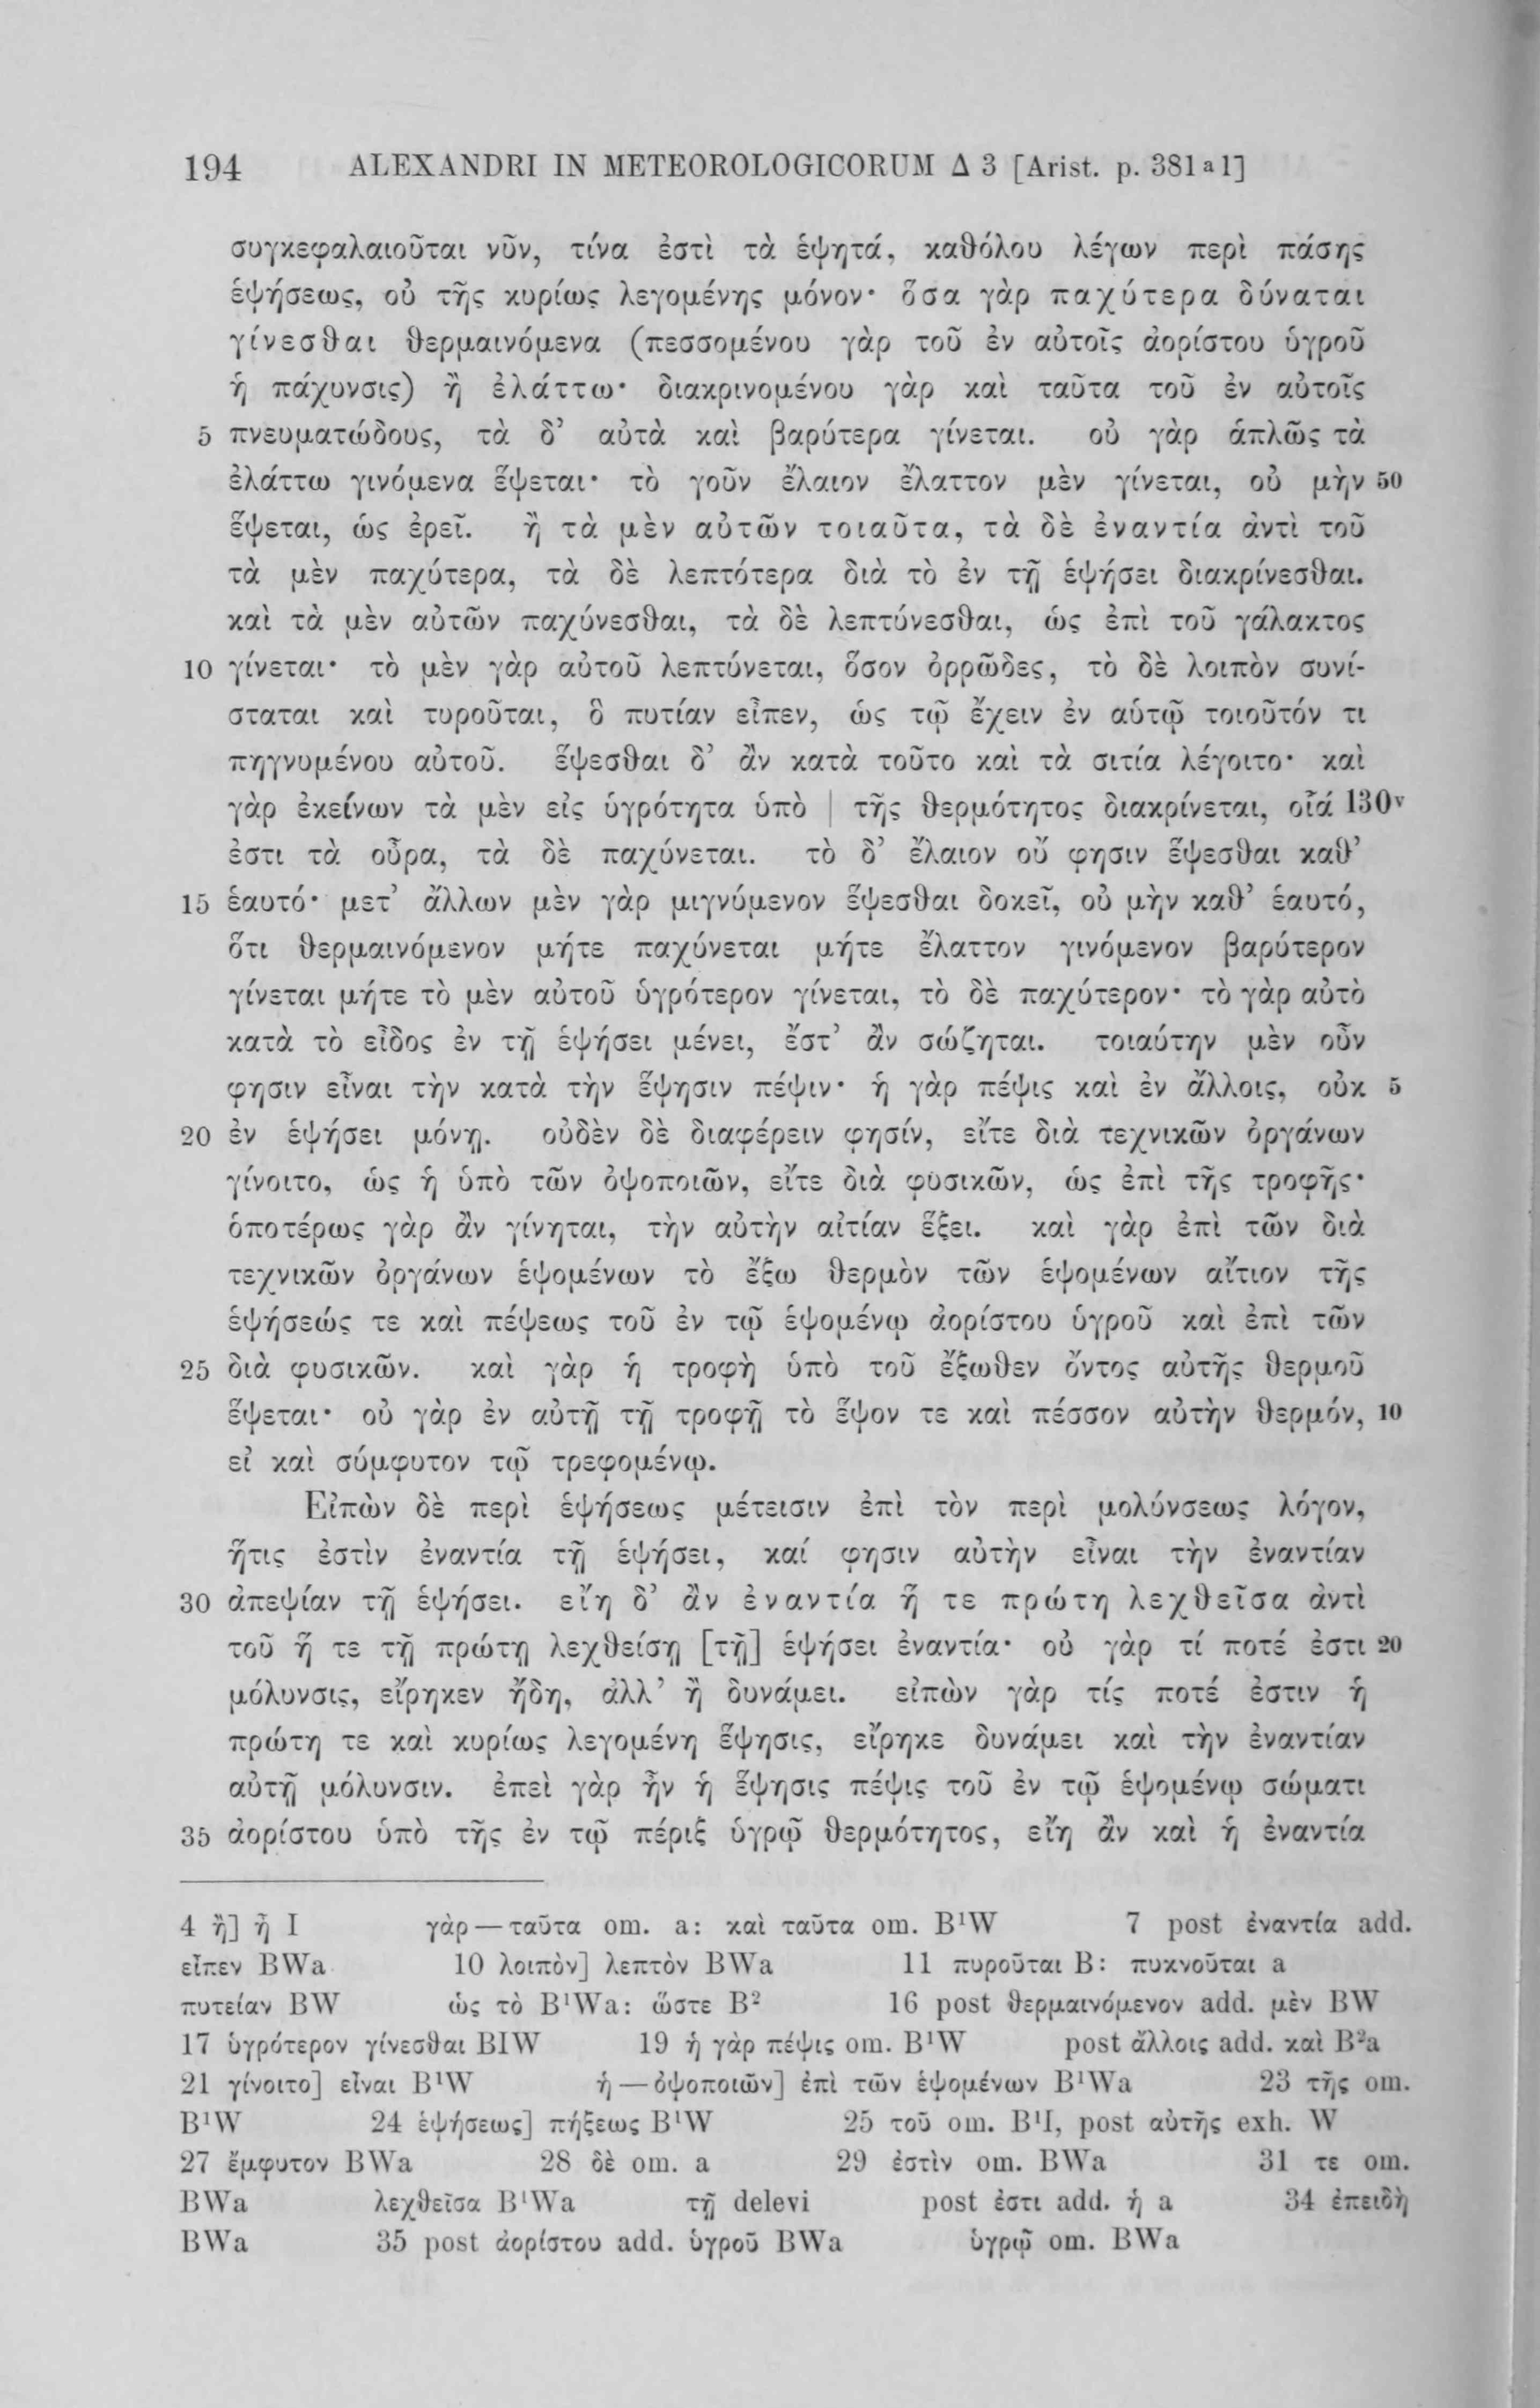 194 ALEXANDRI IN METEOROLOGICORUM Δ 3 [Arist. p. 381 a 1]
συγκεφαλαιοῦται νῦν, τίνα ἐστὶ τὰ ἑψητά, καθόλου λέγων περὶ πάσης
ἑψήσεως, οὐ τῆς κυρίως λεγομένης μόνον· ὅσα γὰρ παχύτερα δύναται
γίνεσθαι θερμαινόμενα (πεσσομένου γὰρ τοῦ ἐν αὐτοῖς ἀορίστου ὑγροῦ
ἡ πάχυνσις) ἢ ἐλάττω· διακρινομένου γὰρ καὶ ταῦτα τοῦ ἐν αὐτοῖς
5 πνευματώδους, τὰ δ’ αὐτὰ καὶ βαρύτερα γίνεται. οὐ γὰρ ἁπλῶς τὰ
ἐλάττω γινόμενα ἕψεται· τὸ γοῦν ἔλαιον ἔλαττον μὲν γίνεται, οὐ μὴν 50
ἕψεται, ὡς ἐρεῖ. ἢ τὰ μὲν αὐτῶν τοιαῦτα, τὰ δὲ ἐναντία ἀντὶ τοῦ
τὰ μὲν παχύτερα, τὰ δὲ λεπτότερα διὰ τὸ ἐν τῇ ἑψήσει διακρίνεσθαι.
καὶ τὰ μὲν αὐτῶν παχύνεσθαι, τὰ δὲ λεπτύνεσθαι, ὡς ἐπὶ τοῦ γάλακτος
10 γίνεται· τὸ μὲν γὰρ αὐτοῦ λεπτύνεται, ὅσον ὀρρῶδες, τὸ δὲ λοιπὸν συνί-
σταται καὶ τυροῦται, ὃ πυτίαν εἶπεν, ὡς τῷ ἔχειν ἐν αὑτῷ τοιοῦτόν τι
πηγνυμένου αὐτοῦ. ἕψεσθαι δ’ ἂν κατὰ τοῦτο καὶ τὰ σιτία λέγοιτο· καὶ
γὰρ ἐκείνων τὰ μὲν εἰς ὑγρότητα ὑπὸ | τῆς θερμότητος διακρίνεται, οἷά 130v
ἐστι τὰ οὖρα, τὰ δὲ παχύνεται. τὸ δ’ ἔλαιον οὔ φησιν ἕψεσθαι καθ’
15 ἑαυτό· μετ’ ἄλλων μὲν γὰρ μιγνύμενον ἕψεσθαι δοκεῖ, οὐ μὴν καθ’ ἑαυτό,
ὅτι θερμαινόμενον μήτε παχύνεται μήτε ἔλαττον γινόμενον βαρύτερον
γίνεται μήτε τὸ μὲν αὐτοῦ ὑγρότερον γίνεται, τὸ δὲ παχύτερον· τὸ γὰρ αὐτὸ
κατὰ τὸ εἶδος ἐν τῇ ἑψήσει μένει, ἔστ’ ἂν σώζηται. τοιαύτην μὲν οὖν
φησιν εἶναι τὴν κατὰ τὴν ἕψησιν πέψιν· ἡ γὰρ πέψις καὶ ἐν ἄλλοις, οὐκ 5
20 ἐν ἑψήσει μόνῃ. οὐδὲν δὲ διαφέρειν φησίν, εἴτε διὰ τεχνικῶν ὀργάνων
γίνοιτο, ὡς ἡ ὑπὸ τῶν ὀψοποιῶν, εἴτε διὰ φυσικῶν, ὡς ἐπὶ τῆς τροφῆς·
ὁποτέρως γὰρ ἂν γίνηται, τὴν αὐτὴν αἰτίαν ἕξει. καὶ γὰρ ἐπὶ τῶν διὰ
τεχνικῶν ὀργάνων ἑψομένων τὸ ἔξω θερμὸν τῶν ἑψομένων αἴτιον τῆς
ἑψήσεώς τε καὶ πέψεως τοῦ ἐν τῷ ἑψομένῳ ἀορίστου ὑγροῦ καὶ ἐπὶ τῶν
25 διὰ φυσικῶν. καὶ γὰρ ἡ τροφὴ ὑπὸ τοῦ ἔξωθεν ὄντος αὐτῆς θερμοῦ
ἕψεται· οὐ γὰρ ἐν αὐτῇ τῇ τροφῇ τὸ ἕψον τε καὶ πέσσον αὐτὴν θερμόν, 10
εἰ καὶ σύμφυτον τῷ τρεφομένῳ.
Εἰπὼν δὲ περὶ ἑψήσεως μέτεισιν ἐπὶ τὸν περὶ μολύνσεως λόγον,
ἥτις ἐστὶν ἐναντία τῇ ἑψήσει, καί φησιν αὐτὴν εἶναι τὴν ἐναντίαν
30 ἀπεψίαν τῇ ἑψήσει. εἴη δ’ ἂν ἐναντία ἥ τε πρώτη λεχθεῖσα ἀντὶ
τοῦ ἥ τε τῇ πρώτῃ λεχθείσῃ [τῇ] ἑψήσει ἐναντία· οὐ γὰρ τί ποτέ ἐστι 20
μόλυνσις, εἴρηκεν ἤδη, ἀλλ’ ἢ δυνάμει. εἰπὼν γὰρ τίς ποτέ ἐστιν ἡ
πρώτη τε καὶ κυρίως λεγομένη ἕψησις, εἴρηκε δυνάμει καὶ τὴν ἐναντίαν
αὐτῇ μόλυνσιν. ἐπεὶ γὰρ ἦν ἡ ἕψησις πέψις τοῦ ἐν τῷ ἑψομένῳ σώματι
35 ἀορίστου ὑπὸ τῆς ἐν τῷ πέριξ ὑγρῷ θερμότητος, εἴη ἂν καὶ ἡ ἐναντία
4 ἢ] ἡ I γὰρ — ταῦτα om. a: καὶ ταῦτα om. B¹W 7 post ἐναντία add.
εἶπεν BWa 10 λοιπὸν] λεπτὸν BWa 11 πυροῦται B: πυκνοῦται a
πυτείαν BW ὡς τὸ B¹Wa: ὥστε B² 16 post θερμαινόμενον add. μὲν BW
17 ὑγρότερον γίνεσθαι BIW 19 ἡ γὰρ πέψις om. B¹W post ἄλλοις add. καὶ B²a
21 γίνοιτο] εἶναι B¹W ἡ — ὀψοποιῶν] ἐπὶ τῶν ἑψομένων B¹Wa 23 τῆς om.
B¹W 24 ἑψήσεως] πήξεως B¹W 25 τοῦ om. B¹I, post αὐτῆς exh. W
27 ἔμφυτον BWa 28 δὲ om. a 29 ἐστὶν om. BWa 31 τε om.
BWa λεχθεῖσα B¹Wa τῇ delevi post ἐστι add. ἡ a 34 ἐπειδὴ
BWa 35 post ἀορίστου add. ὑγροῦ BWa ὑγρῷ om. BWa